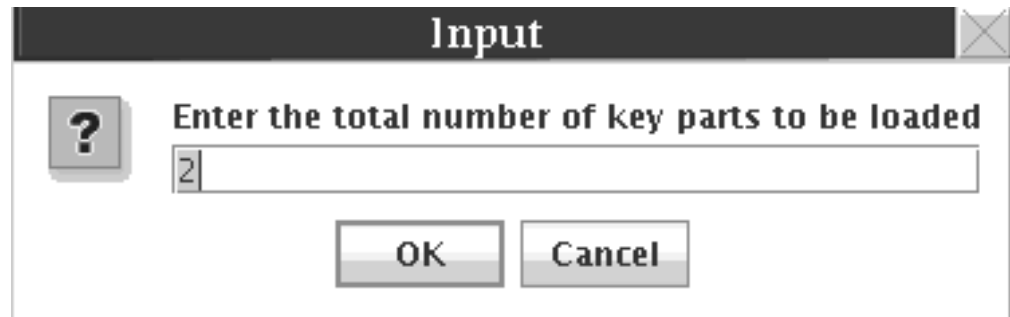 Input
?
Enter the total number of key parts to be loaded
2
OK Cancel